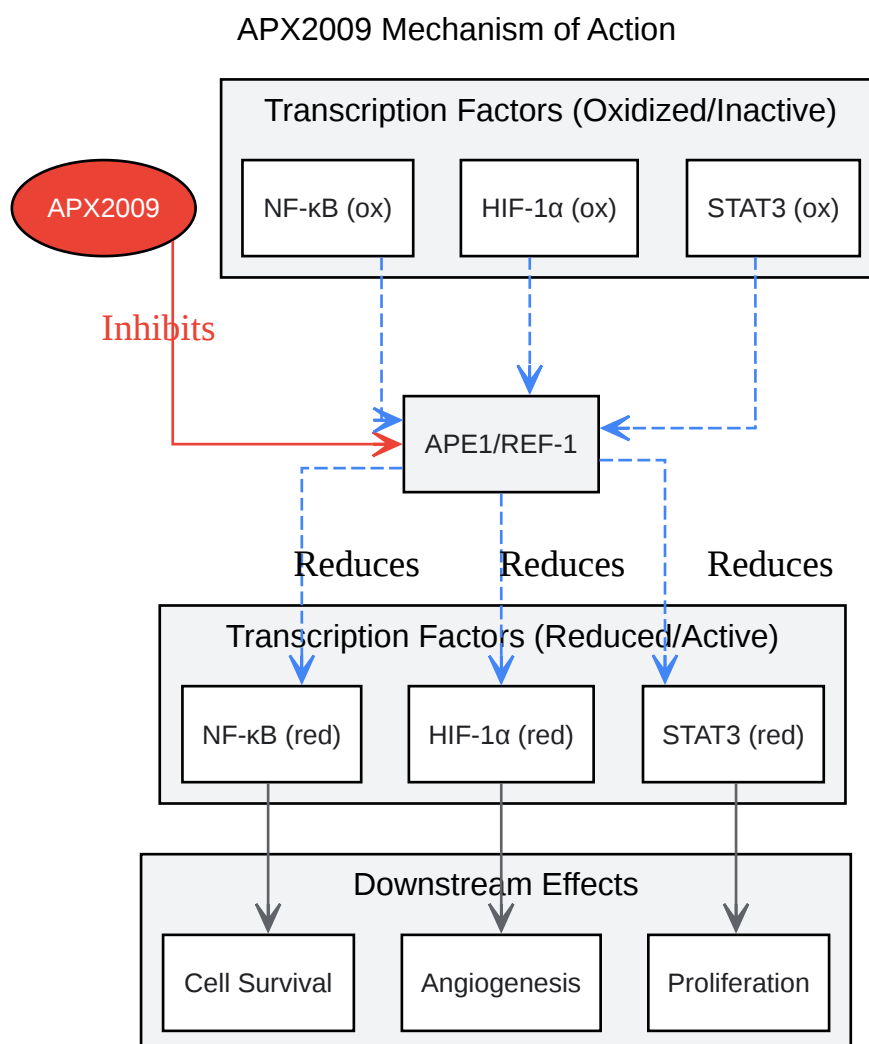 APX2009 Mechanism of Action
Transcription Factors (Oxidized/Inactive)
APX2009
NF-κB (ox)
HIF-1α (ox)
STAT3 (ox)
Inhibits
APE1/REF-1
Reduces
Reduces
Reduces
Transcription Factors (Reduced/Active)
NF-κB (red)
HIF-1α (red)
STAT3 (red)
Downstream Effects
Cell Survival
Angiogenesis
Proliferation